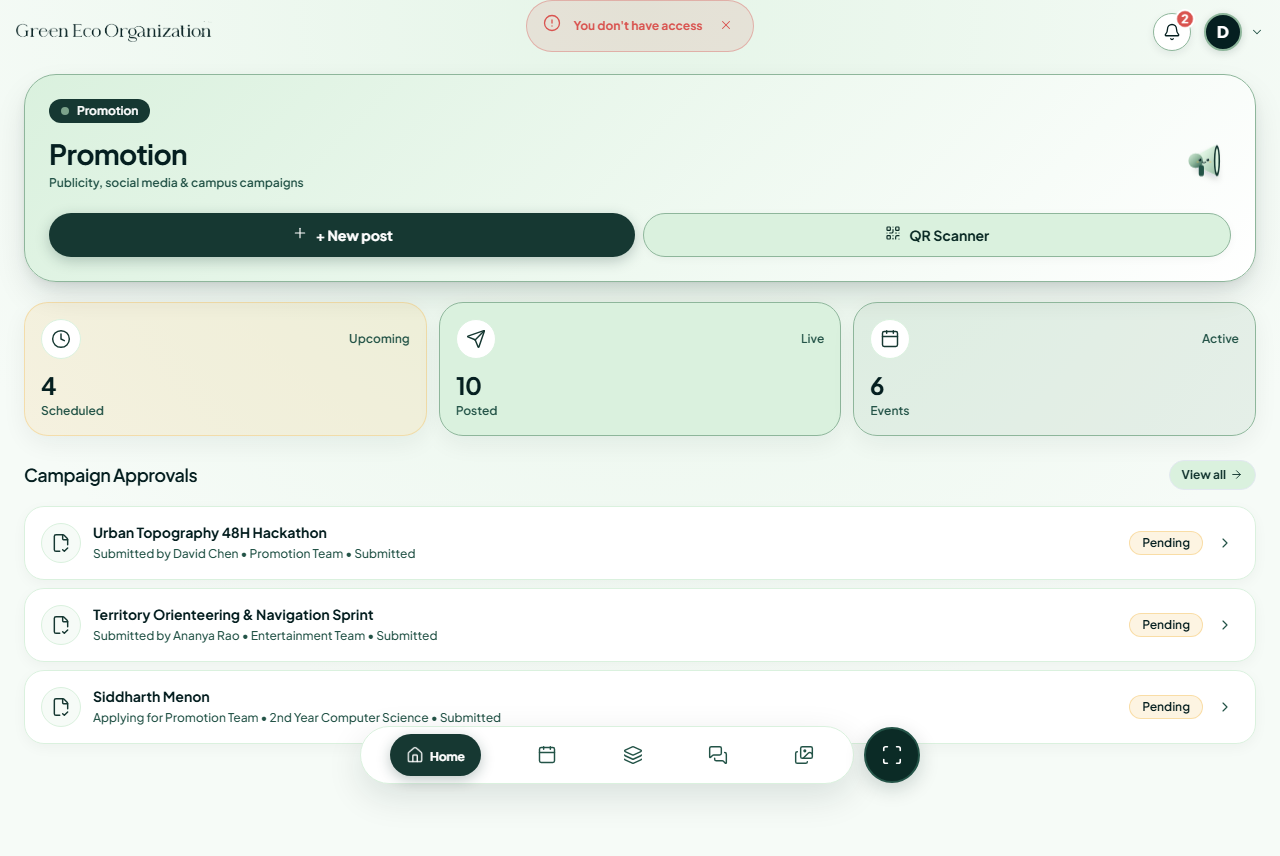 Green Eco Organization
You don't have access
2
D
Promotion
Promotion
Publicity, social media & campus campaigns
+ New post
QR Scanner
Upcoming
4
Scheduled
Live
10
Posted
Active
6
Events
Campaign Approvals
View all
Urban Topography 48H Hackathon
Submitted by David Chen • Promotion Team • Submitted
Pending
Territory Orienteering & Navigation Sprint
Submitted by Ananya Rao • Entertainment Team • Submitted
Pending
Siddharth Menon
Applying for Promotion Team • 2nd Year Computer Science • Submitted
Pending
Home